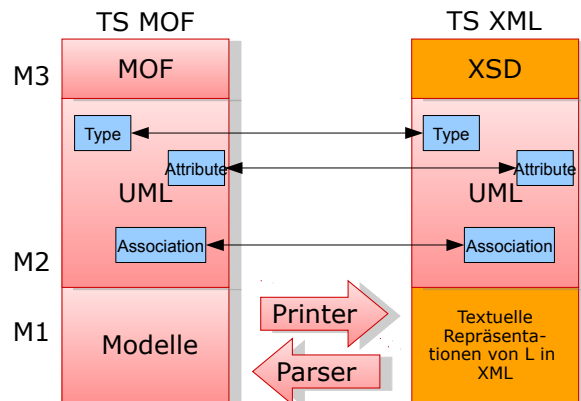 TS MOF
TS XML
M3
MOF
XSD
Type
Type
Attribute
Attribute
UML
UML
Association
Association
M2
M1
Modelle
Printer
Parser
Textuelle
Repräsenta-
tionen von L in
XML